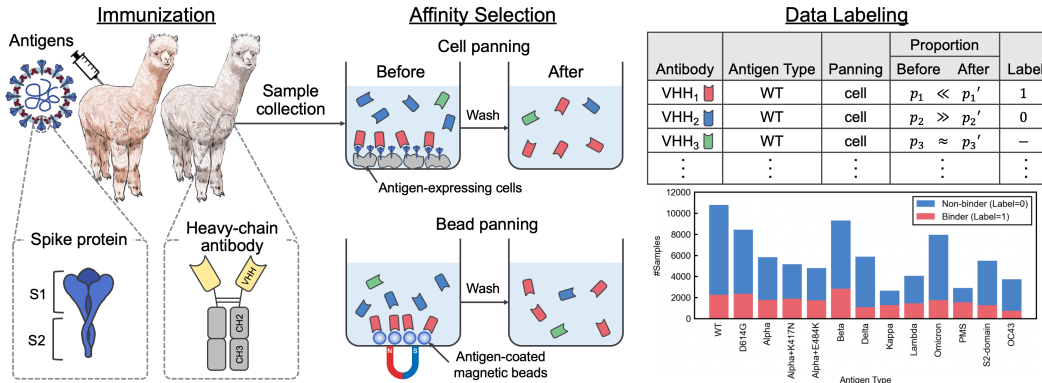 Immunization
Antigens
Sample
collection
Spike protein
S1
S2
Heavy-chain
antibody
VHH
CH2
CH3
Affinity Selection
Cell panning
Before
After
Wash
Antigen-expressing cells
Bead panning
Wash
N
S
Antigen-coated
magnetic beads
Data Labeling
Proportion
Antibody Antigen Type Panning Before After Label
VHH₁ WT cell p₁ ≪ p₁′ 1
VHH₂ WT cell p₂ ≫ p₂′ 0
VHH₃ WT cell p₃ ≈ p₃′ –
⋮ ⋮ ⋮ ⋮ ⋮
12000
10000
8000
6000
4000
2000
0
#Samples
Non-binder (Label=0)
Binder (Label=1)
WT
D614G
Alpha
Alpha+K417N
Alpha+E484K
Beta
Delta
Kappa
Lambda
Omicron
PMS
S2-domain
OC43
Antigen Type